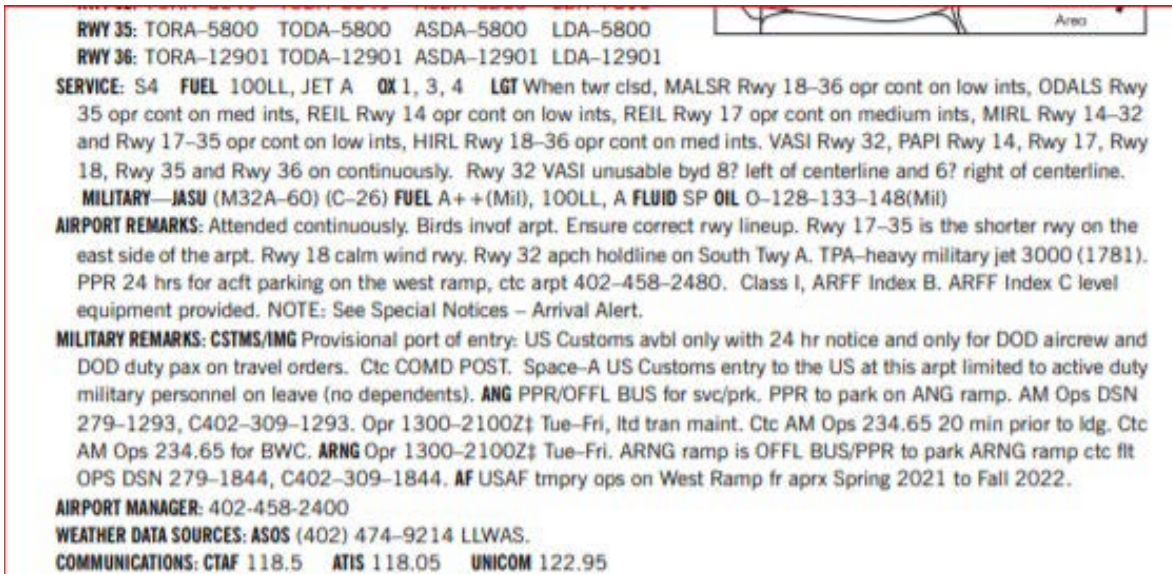 RWY 35: TORA–5800 TODA–5800 ASDA–5800 LDA–5800
Area
RWY 36: TORA–12901 TODA–12901 ASDA–12901 LDA–12901
SERVICE: S4 FUEL 100LL, JET A OX 1, 3, 4 LGT When twr clsd, MALSR Rwy 18–36 opr cont on low ints, ODALS Rwy
35 opr cont on med ints, REIL Rwy 14 opr cont on low ints, REIL Rwy 17 opr cont on medium ints, MIRL Rwy 14–32
and Rwy 17–35 opr cont on low ints, HIRL Rwy 18–36 opr cont on med ints. VASI Rwy 32, PAPI Rwy 14, Rwy 17, Rwy
18, Rwy 35 and Rwy 36 on continuously. Rwy 32 VASI unusable byd 8? left of centerline and 6? right of centerline.
MILITARY—JASU (M32A–60) (C–26) FUEL A++(Mil), 100LL, A FLUID SP OIL O–128–133–148(Mil)
AIRPORT REMARKS: Attended continuously. Birds invof arpt. Ensure correct rwy lineup. Rwy 17–35 is the shorter rwy on the
east side of the arpt. Rwy 18 calm wind rwy. Rwy 32 apch holdline on South Twy A. TPA–heavy military jet 3000 (1781).
PPR 24 hrs for acft parking on the west ramp, ctc arpt 402–458–2480. Class I, ARFF Index B. ARFF Index C level
equipment provided. NOTE: See Special Notices – Arrival Alert.
MILITARY REMARKS: CSTMS/IMG Provisional port of entry: US Customs avbl only with 24 hr notice and only for DOD aircrew and
DOD duty pax on travel orders. Ctc COMD POST. Space–A US Customs entry to the US at this arpt limited to active duty
military personnel on leave (no dependents). ANG PPR/OFFL BUS for svc/prk. PPR to park on ANG ramp. AM Ops DSN
279–1293, C402–309–1293. Opr 1300–2100Z‡ Tue–Fri, ltd tran maint. Ctc AM Ops 234.65 20 min prior to ldg. Ctc
AM Ops 234.65 for BWC. ARNG Opr 1300–2100Z‡ Tue–Fri. ARNG ramp is OFFL BUS/PPR to park ARNG ramp ctc flt
OPS DSN 279–1844, C402–309–1844. AF USAF tmpry ops on West Ramp fr aprx Spring 2021 to Fall 2022.
AIRPORT MANAGER: 402-458-2400
WEATHER DATA SOURCES: ASOS (402) 474–9214 LLWAS.
COMMUNICATIONS: CTAF 118.5 ATIS 118.05 UNICOM 122.95